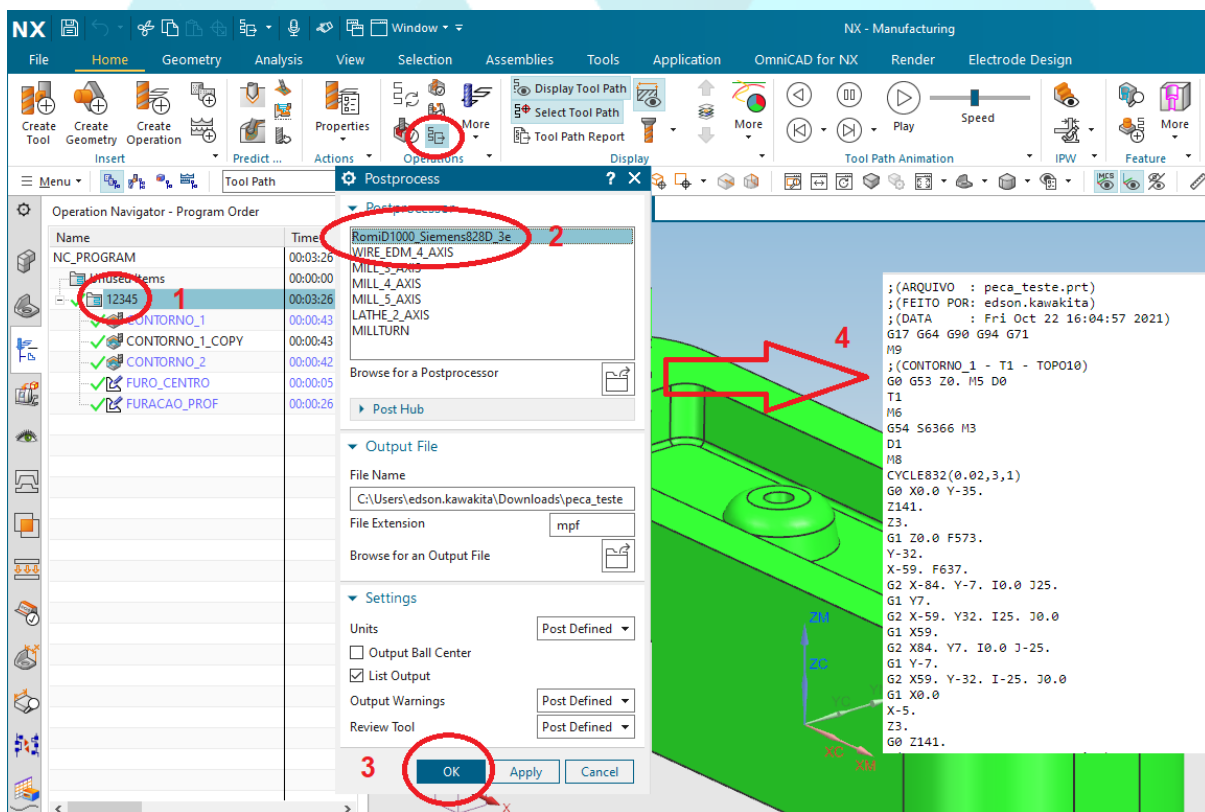 NX Window NX - Manufacturing
File Home Geometry Analysis View Selection Assemblies Tools Application OmniCAD for NX Render Electrode Design
Create Tool
Create Geometry
Create Operation
Properties
More
Display Tool Path
Select Tool Path
Tool Path Report
More
Play
Speed
More
Insert Predict ... Actions Operations Display Tool Path Animation IPW Feature
Menu Tool Path
MCS
Operation Navigator - Program Order
Name Time
NC_PROGRAM 00:03:26
Unused Items 00:00:00
12345 00:03:26
1
CONTORNO_1 00:00:43
CONTORNO_1_COPY 00:00:43
CONTORNO_2 00:00:42
FURO_CENTRO 00:00:05
FURACAO_PROF 00:00:26
Postprocess ? X
Postprocessor
RomiD1000_Siemens828D_3e
2
WIRE_EDM_4_AXIS
MILL_3_AXIS
MILL_4_AXIS
MILL_5_AXIS
LATHE_2_AXIS
MILLTURN
Browse for a Postprocessor
Post Hub
Output File
File Name
C:\Users\edson.kawakita\Downloads\peca_teste
File Extension mpf
Browse for an Output File
Settings
Units Post Defined
Output Ball Center
List Output
Output Warnings Post Defined
Review Tool Post Defined
3
OK Apply Cancel
4
;(ARQUIVO : peca_teste.prt)
;(FEITO POR: edson.kawakita)
;(DATA : Fri Oct 22 16:04:57 2021)
G17 G64 G90 G94 G71
M9
;(CONTORNO_1 - T1 - TOPO10)
G0 G53 Z0. M5 D0
T1
M6
G54 S6366 M3
D1
M8
CYCLE832(0.02,3,1)
G0 X0.0 Y-35.
Z141.
Z3.
G1 Z0.0 F573.
Y-32.
X-59. F637.
G2 X-84. Y-7. I0.0 J25.
G1 Y7.
G2 X-59. Y32. I25. J0.0
G1 X59.
G2 X84. Y7. I0.0 J-25.
G1 Y-7.
G2 X59. Y-32. I-25. J0.0
G1 X0.0
X-5.
Z3.
G0 Z141.
ZM
ZC
YC
XC
XM
X